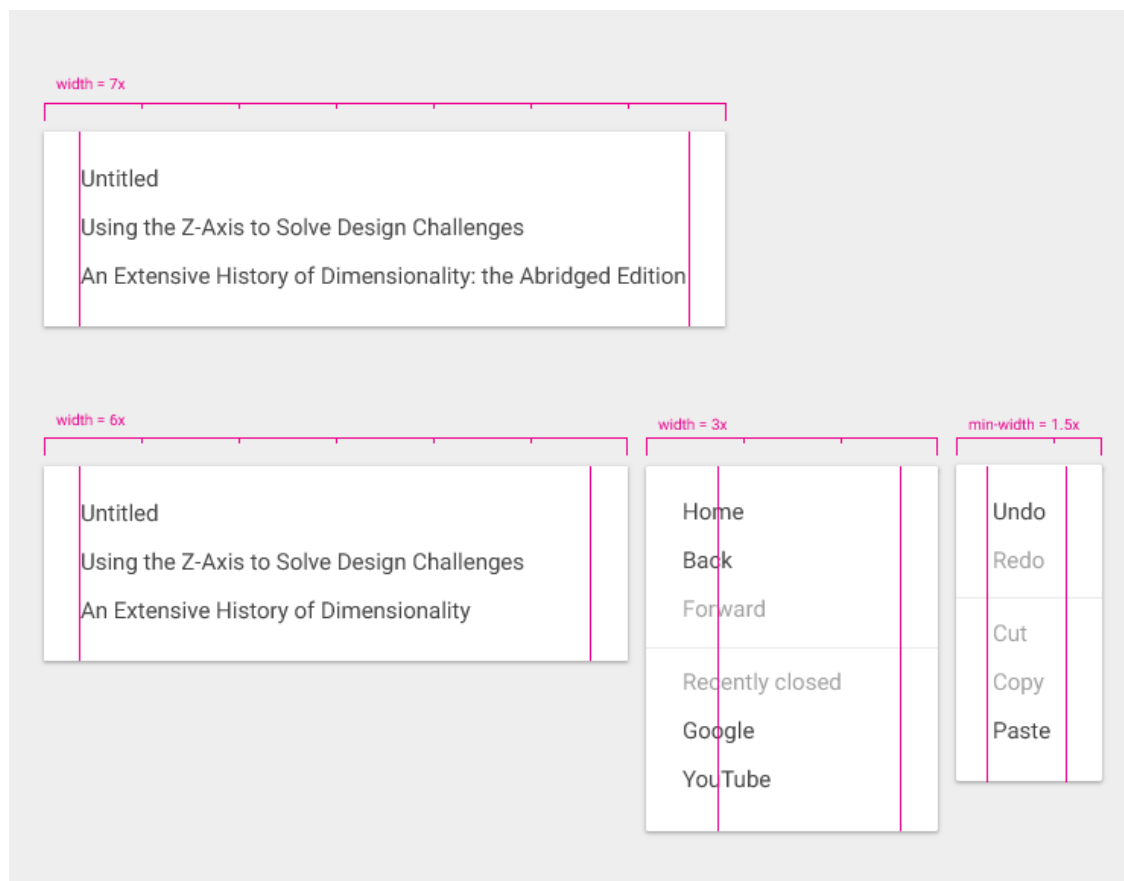 width = 7x
Untitled
Using the Z-Axis to Solve Design Challenges
An Extensive History of Dimensionality: the Abridged Edition
width = 6x
Untitled
Using the Z-Axis to Solve Design Challenges
An Extensive History of Dimensionality
width = 3x
Home
Back
Forward
Recently closed
Google
YouTube
min-width = 1.5x
Undo
Redo
Cut
Copy
Paste